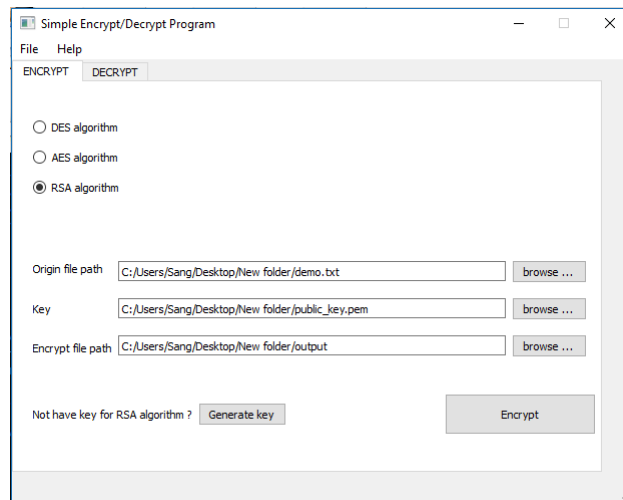 Simple Encrypt/Decrypt Program
File Help
ENCRYPT DECRYPT
DES algorithm
AES algorithm
RSA algorithm
Origin file path C:/Users/Sang/Desktop/New folder/demo.txt browse ...
Key C:/Users/Sang/Desktop/New folder/public_key.pem browse ...
Encrypt file path C:/Users/Sang/Desktop/New folder/output browse ...
Not have key for RSA algorithm ? Generate key Encrypt